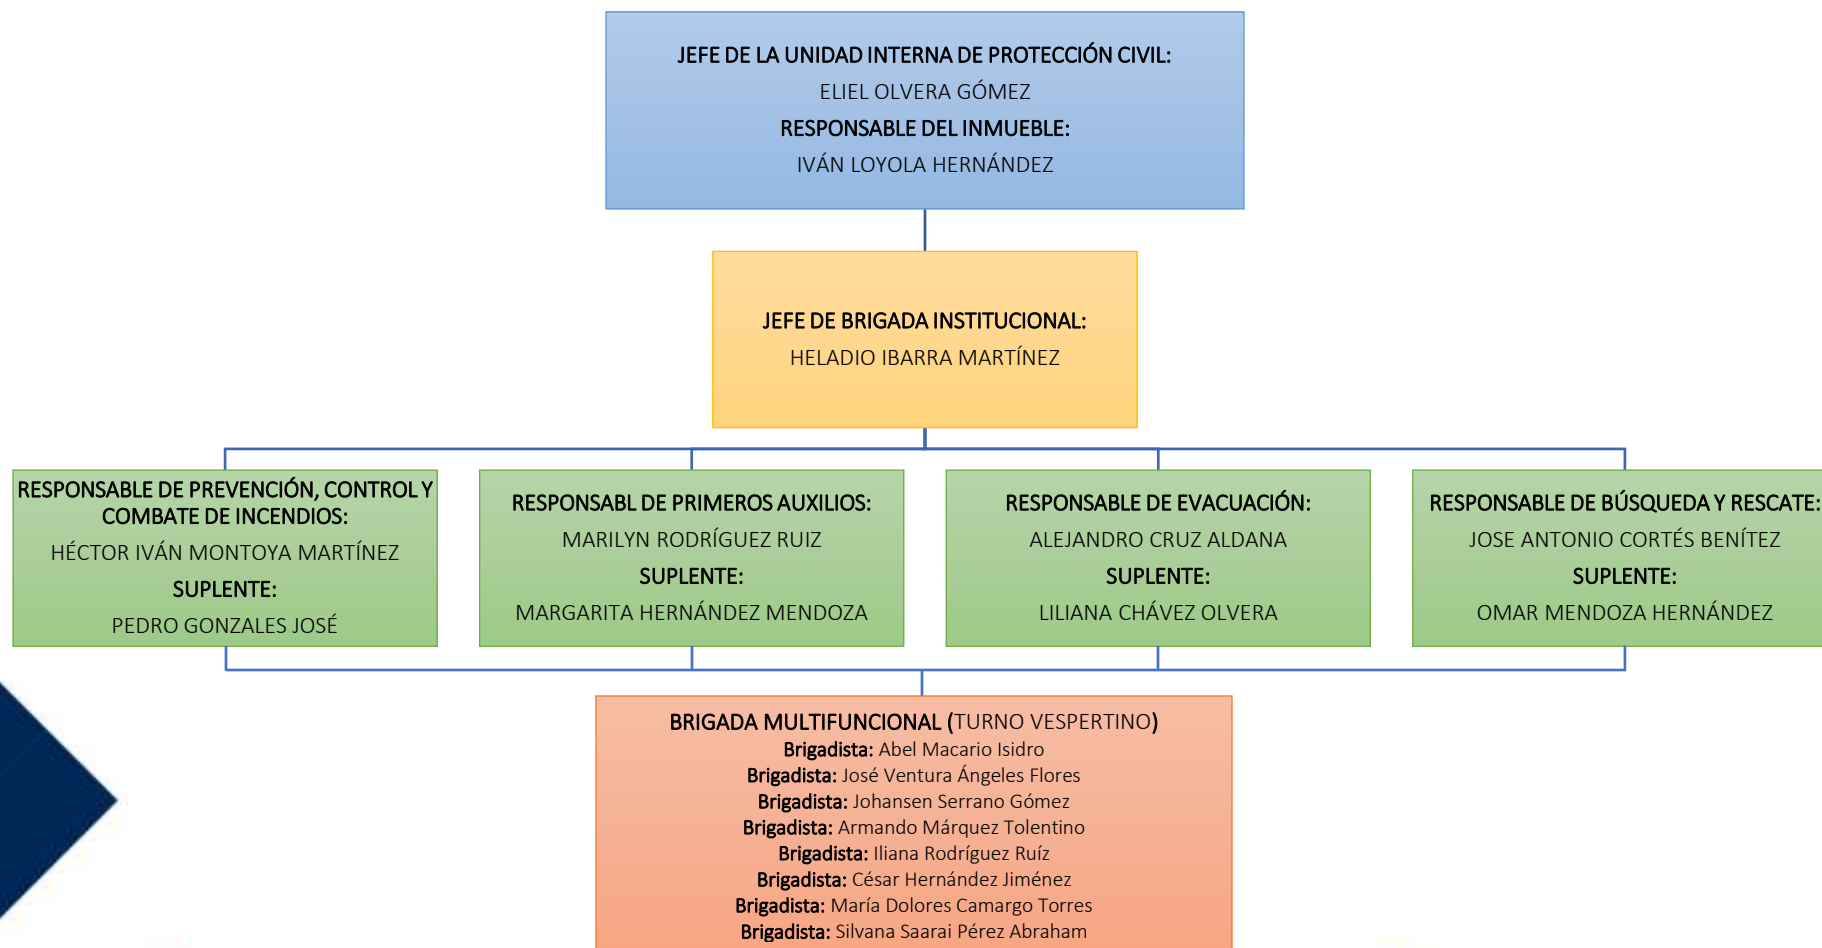 JEFE DE LA UNIDAD INTERNA DE PROTECCIÓN CIVIL:
ELIEL OLVERA GÓMEZ
RESPONSABLE DEL INMUEBLE:
IVÁN LOYOLA HERNÁNDEZ
JEFE DE BRIGADA INSTITUCIONAL:
HELADIO IBARRA MARTÍNEZ
RESPONSABLE DE PREVENCIÓN, CONTROL Y
COMBATE DE INCENDIOS:
HÉCTOR IVÁN MONTOYA MARTÍNEZ
SUPLENTE:
PEDRO GONZALES JOSÉ
RESPONSABL DE PRIMEROS AUXILIOS:
MARILYN RODRÍGUEZ RUIZ
SUPLENTE:
MARGARITA HERNÁNDEZ MENDOZA
RESPONSABLE DE EVACUACIÓN:
ALEJANDRO CRUZ ALDANA
SUPLENTE:
LILIANA CHÁVEZ OLVERA
RESPONSABLE DE BÚSQUEDA Y RESCATE:
JOSE ANTONIO CORTÉS BENÍTEZ
SUPLENTE:
OMAR MENDOZA HERNÁNDEZ
BRIGADA MULTIFUNCIONAL (TURNO VESPERTINO)
Brigadista: Abel Macario Isidro
Brigadista: José Ventura Ángeles Flores
Brigadista: Johansen Serrano Gómez
Brigadista: Armando Márquez Tolentino
Brigadista: Iliana Rodríguez Ruíz
Brigadista: César Hernández Jiménez
Brigadista: María Dolores Camargo Torres
Brigadista: Silvana Saarai Pérez Abraham